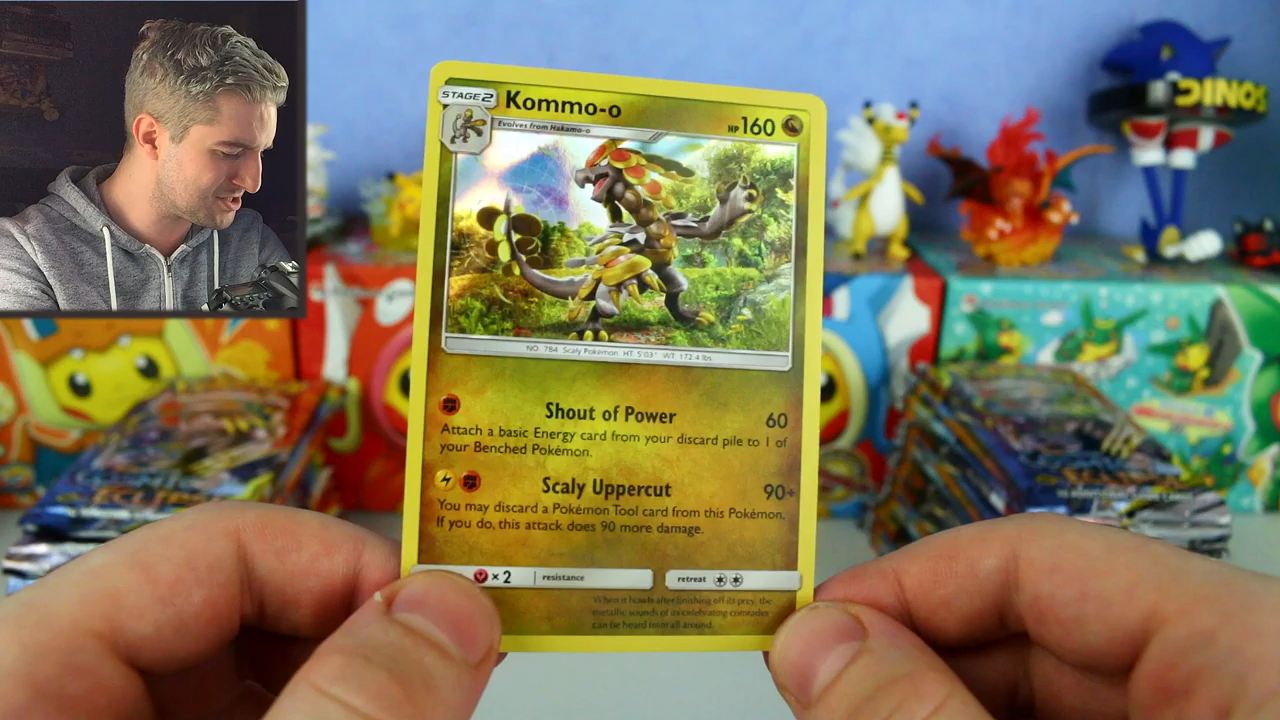 STAGE2
Kommo-o
HP 160
Evolves from Hakamo-o
DINOS
NO. 784 Scaly Pokémon HT: 5'03" WT: 172.4 lbs
Shout of Power 60
Attach a basic Energy card from your discard pile to 1 of
your Benched Pokémon.
Scaly Uppercut 90+
You may discard a Pokémon Tool card from this Pokémon.
If you do, this attack does 90 more damage.
×2 resistance
retreat
When it howls after finishing off its prey, the
metallic sounds of its celebrating comrades
can be heard from all around.
ECLIPSE